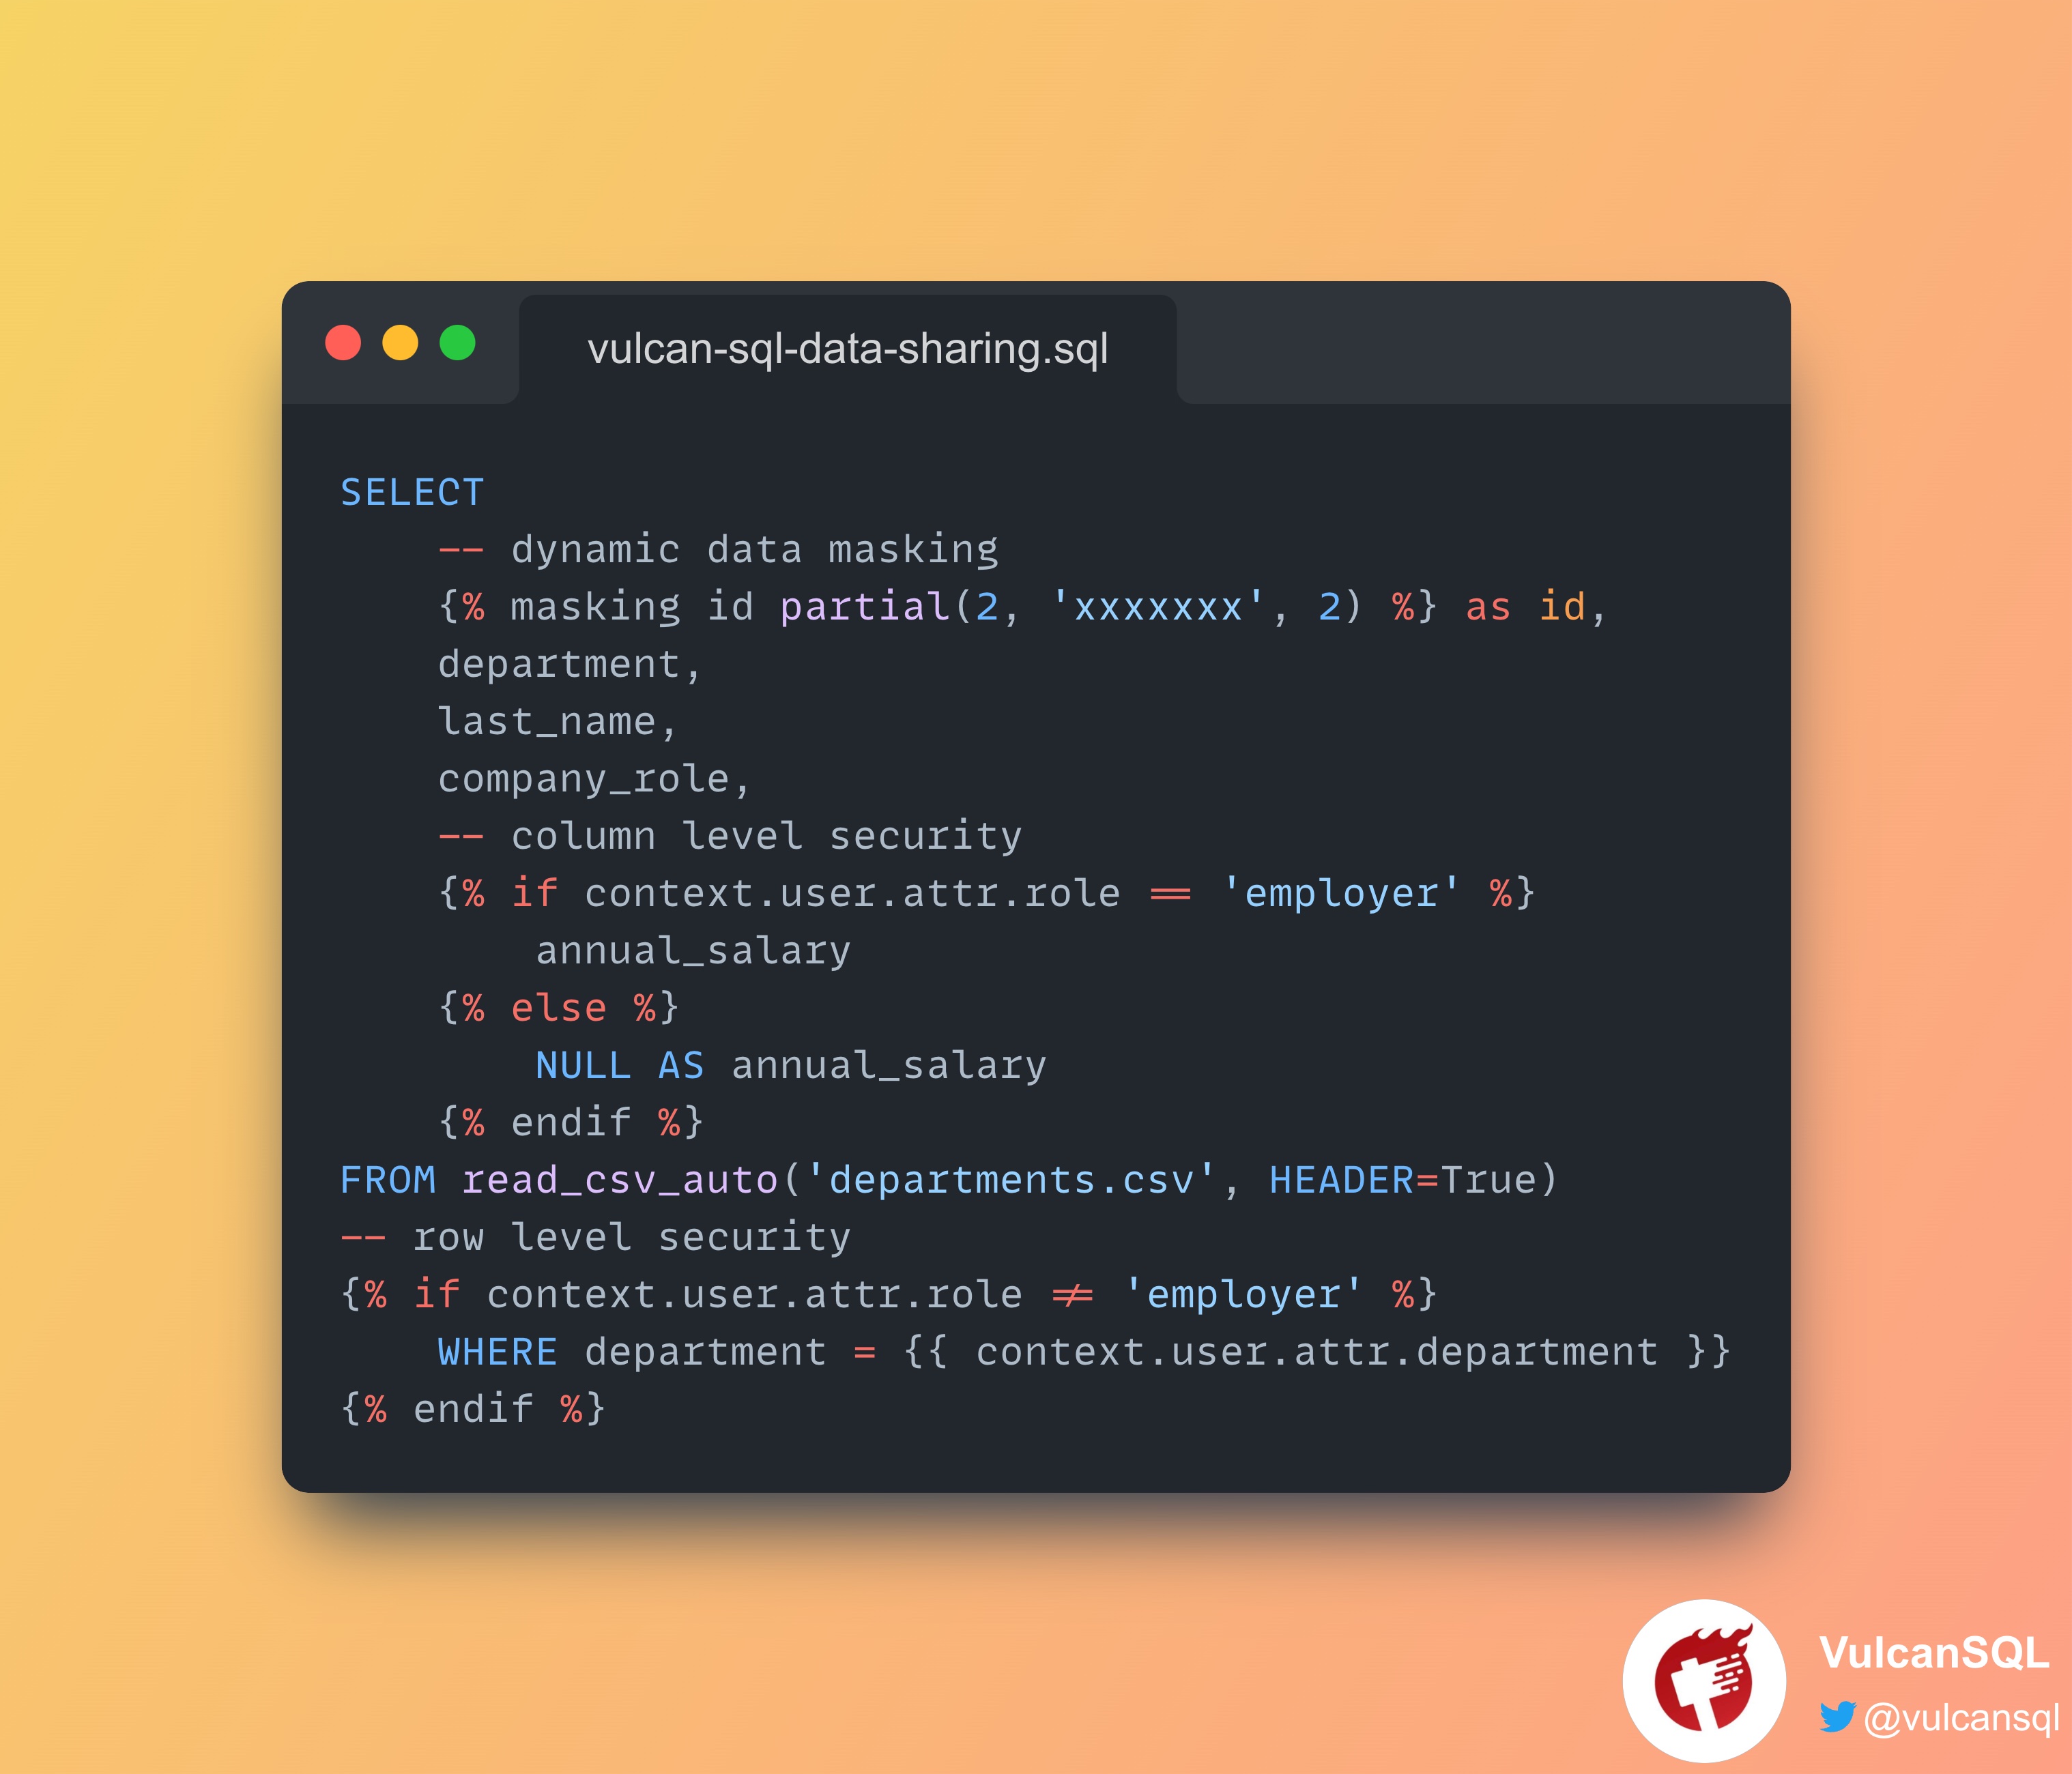 vulcan-sql-data-sharing.sql
SELECT
    -- dynamic data masking
    {% masking id partial(2, 'xxxxxxx', 2) %} as id,
    department,
    last_name,
    company_role,
    -- column level security
    {% if context.user.attr.role == 'employer' %}
        annual_salary
    {% else %}
        NULL AS annual_salary
    {% endif %}
FROM read_csv_auto('departments.csv', HEADER=True)
-- row level security
{% if context.user.attr.role != 'employer' %}
    WHERE department = {{ context.user.attr.department }}
{% endif %}
VulcanSQL
@vulcansql